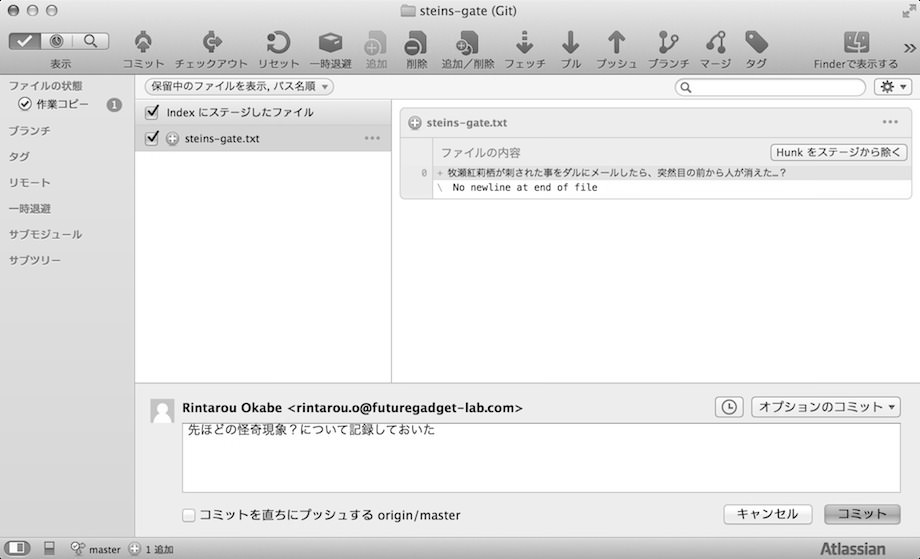 steins-gate (Git)
表示
コミット
チェックアウト
リセット
一時退避
追加
削除
追加／削除
フェッチ
プル
プッシュ
ブランチ
マージ
タグ
Finderで表示する
ファイルの状態
作業コピー 1
ブランチ
タグ
リモート
一時退避
サブモジュール
サブツリー
保留中のファイルを表示, パス名順
Index にステージしたファイル
steins-gate.txt
steins-gate.txt
ファイルの内容
Hunk をステージから除く
0 + 牧瀬紅莉栖が刺された事をダルにメールしたら、突然目の前から人が消えた…？
\ No newline at end of file
Rintarou Okabe <rintarou.o@futuregadget-lab.com>
オプションのコミット
先ほどの怪奇現象？について記録しておいた
コミットを直ちにプッシュする origin/master
キャンセル
コミット
master
1 追加
Atlassian